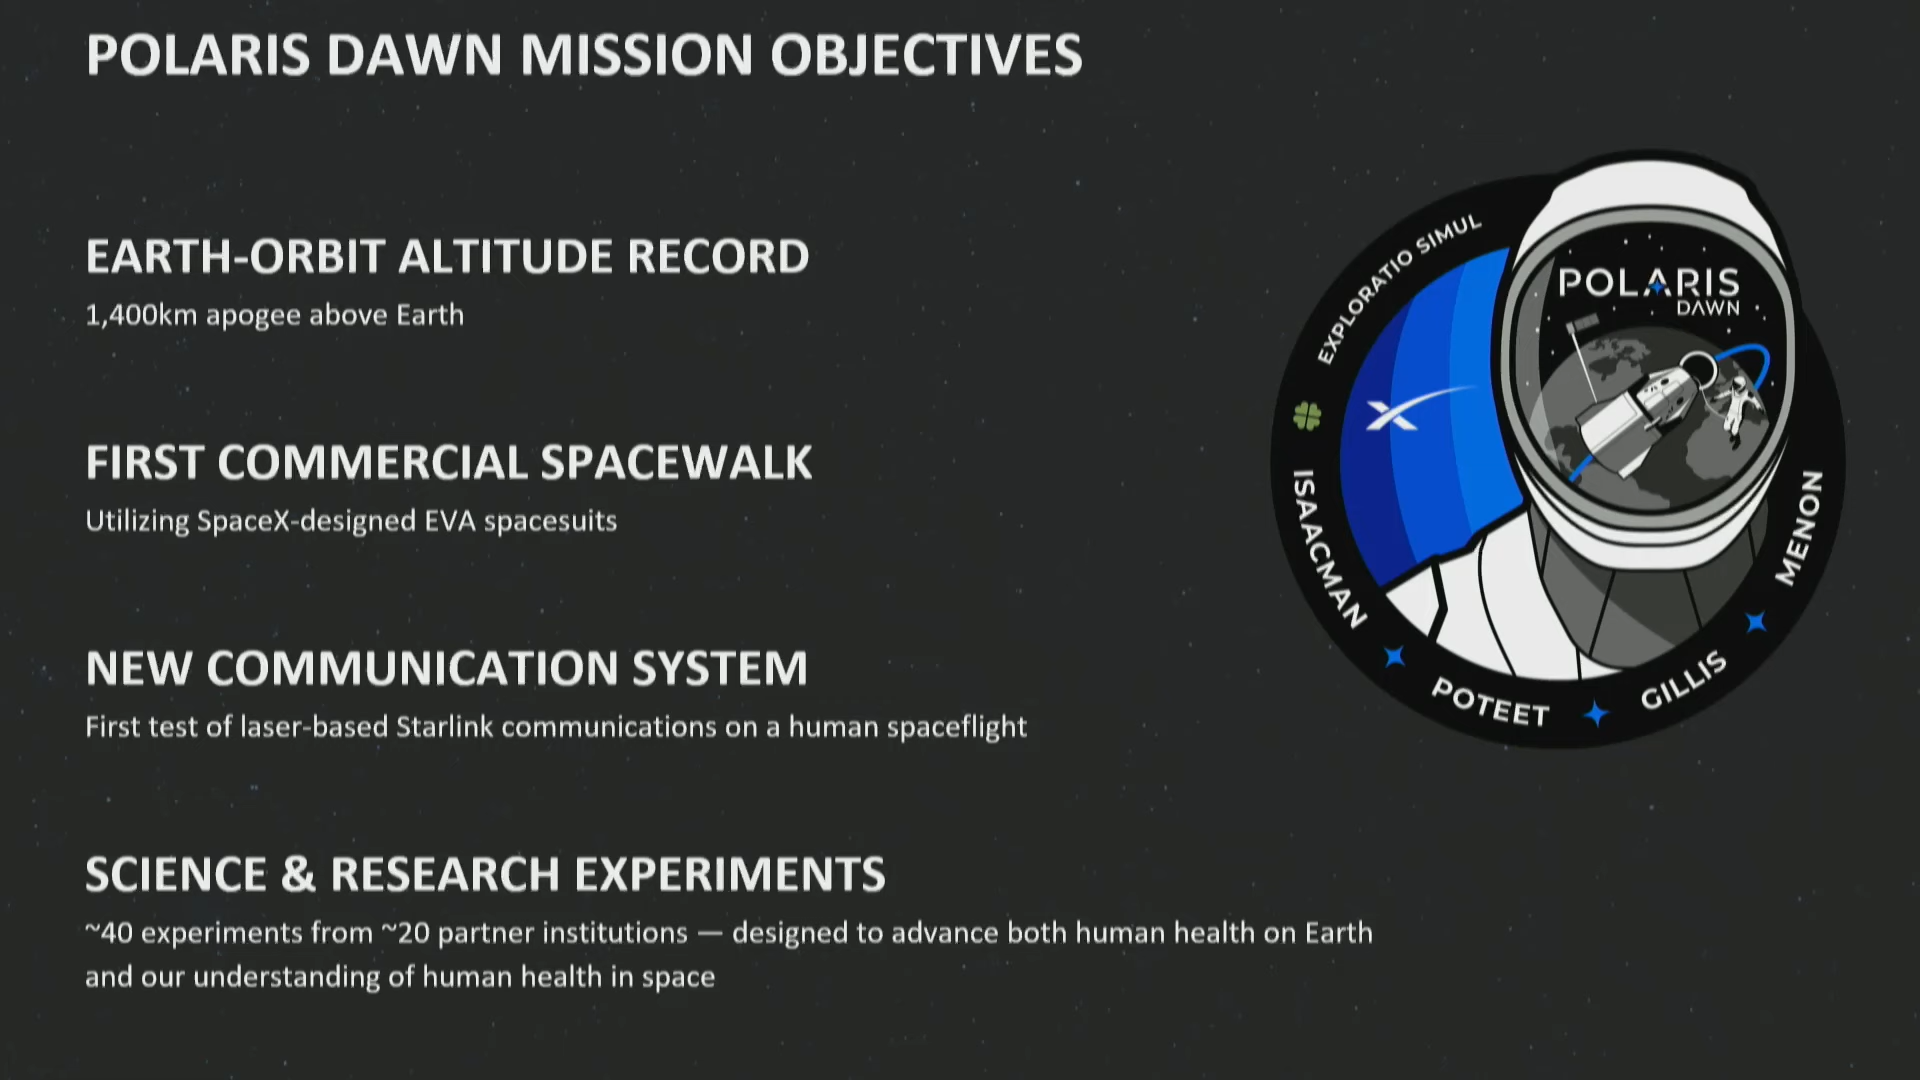 POLARIS DAWN MISSION OBJECTIVES
EARTH-ORBIT ALTITUDE RECORD
1,400km apogee above Earth
FIRST COMMERCIAL SPACEWALK
Utilizing SpaceX-designed EVA spacesuits
NEW COMMUNICATION SYSTEM
First test of laser-based Starlink communications on a human spaceflight
SCIENCE & RESEARCH EXPERIMENTS
~40 experiments from ~20 partner institutions — designed to advance both human health on Earth
and our understanding of human health in space
EXPLORATIO SIMUL
POLARIS
DAWN
ISAACMAN
POTEET
GILLIS
MENON